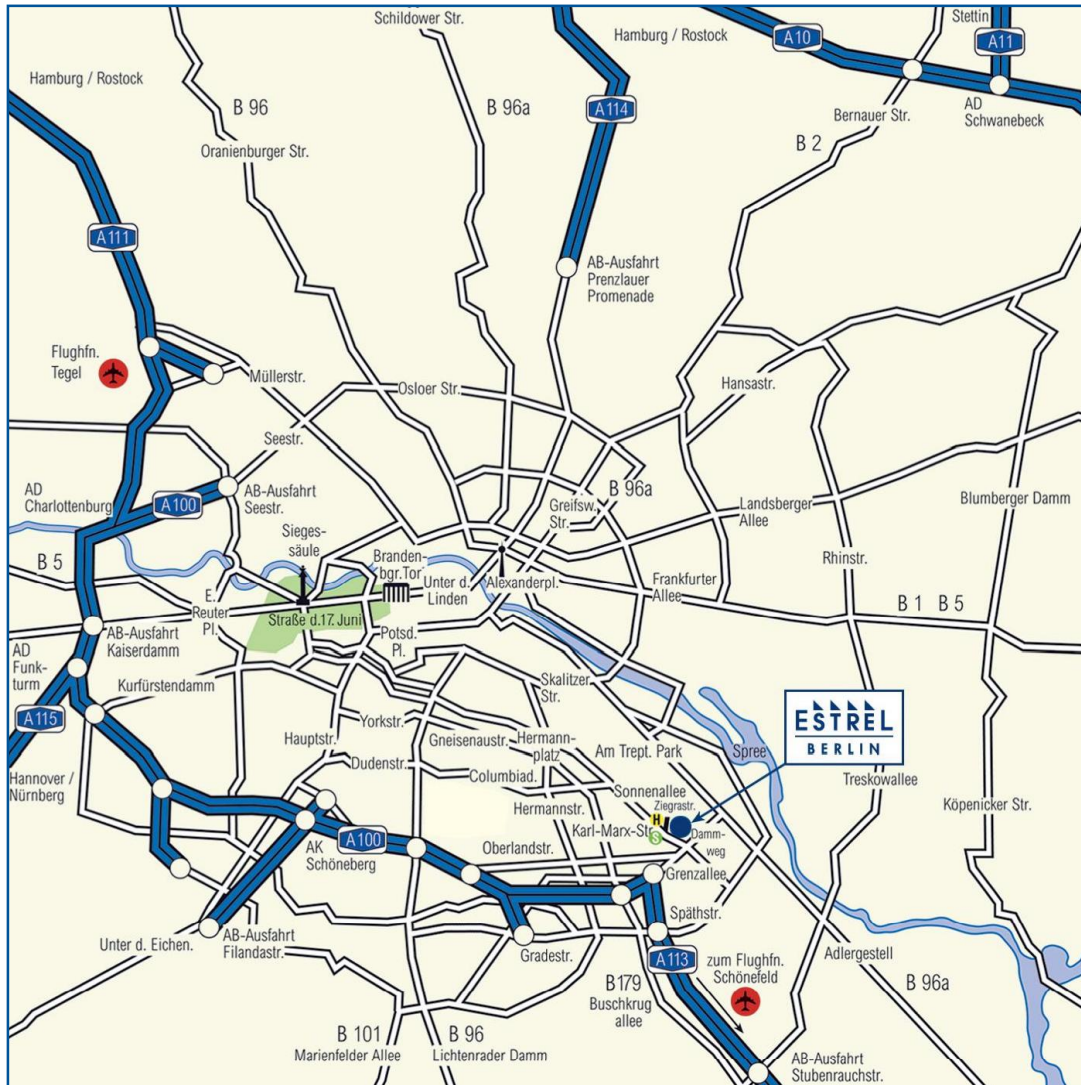 Schildower Str.
Hamburg / Rostock
A10
Stettin
A11
Hamburg / Rostock
B 96
B 96a
A114
Bernauer Str.
AD
Schwanebeck
B 2
Oranienburger Str.
A111
AB-Ausfahrt
Prenzlauer
Promenade
Flughfn.
Tegel
Müllerstr.
Osloer Str.
Hansastr.
Seestr.
AD
Charlottenburg
A100
AB-Ausfahrt
Seestr.
B 96a
Greifsw.
Str.
Landsberger
Allee
Blumberger Damm
Sieges-
säule
Branden-
bgr.Tor
Rhinstr.
B 5
E.
Reuter
Pl.
Unter d.
Linden
Alexanderpl.
Frankfurter
Allee
B 1 B 5
Straße d.17. Juni
AB-Ausfahrt
Kaiserdamm
Potsd.
Pl.
AD
Funk-
turm
Kurfürstendamm
Skalitzer
Str.
A115
Yorkstr.
Hauptstr.
Gneisenaustr.
Hermann-
platz
Am Trept. Park
Spree
ESTREL
BERLIN
Hannover /
Nürnberg
Dudenstr.
Columbiad.
Sonnenallee
Treskowallee
Hermannstr.
Ziegrastr.
H
Köpenicker Str.
A100
AK
Schöneberg
Karl-Marx-Str.
S
Damm-
weg
Oberlandstr.
Grenzallee
Unter d. Eichen.
AB-Ausfahrt
Filandastr.
Gradestr.
Späthstr.
A113
zum Flughfn.
Schönefeld
Adlergestell
B179
Buschkrug
allee
B 96a
B 101
Marienfelder Allee
B 96
Lichtenrader Damm
AB-Ausfahrt
Stubenrauchstr.